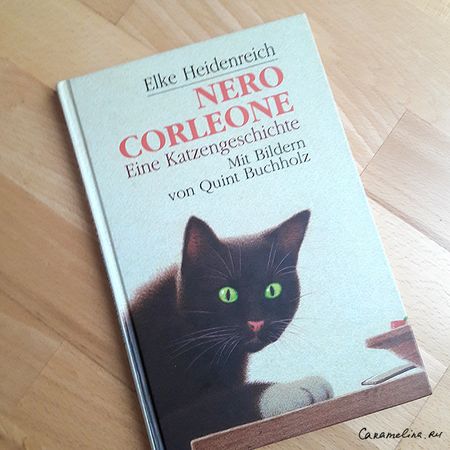 Elke Heidenreich
NERO
CORLEONE
Eine Katzengeschichte
Mit Bildern
von Quint Buchholz
Caramelina.ru